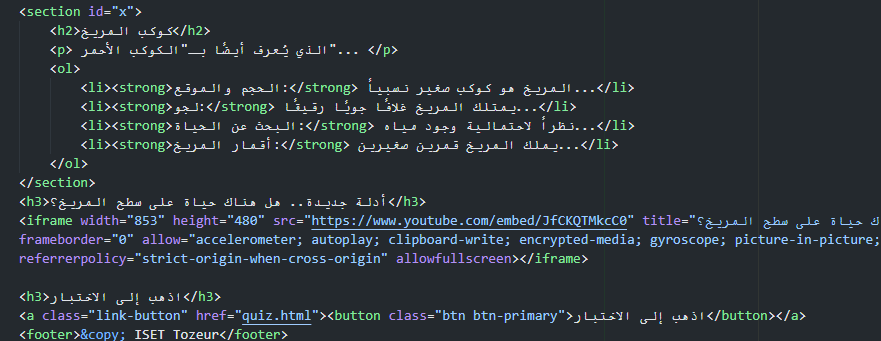 <section id="x">
<h2>كوكب المريخ</h2>
<p> الذي يُعرف أيضًا بـ"الكوكب الأحمر"... </p>
<ol>
<li><strong>الحجم والموقع:</strong> المريخ هو كوكب صغير نسبياً...</li>
<li><strong>لجو:</strong> يمتلك المريخ غلافًا جويًا رقيقًا...</li>
<li><strong>البحث عن الحياة:</strong> نظراً لاحتمالية وجود مياه...</li>
<li><strong>أقمار المريخ:</strong> يملك المريخ قمرين صغيرين...</li>
</ol>
</section>
<h3>أدلة جديدة.. هل هناك حياة على سطح المريخ؟</h3>
<iframe width="853" height="480" src="https://www.youtube.com/embed/JfCKQTMkcC0" title="ك حياة على سطح المريخ؟
frameborder="0" allow="accelerometer; autoplay; clipboard-write; encrypted-media; gyroscope; picture-in-picture;
referrerpolicy="strict-origin-when-cross-origin" allowfullscreen></iframe>
<h3>اذهب إلى الاختبار</h3>
<a class="link-button" href="quiz.html"><button class="btn btn-primary">اذهب إلى الاختبار</button></a>
<footer>&copy; ISET Tozeur</footer>